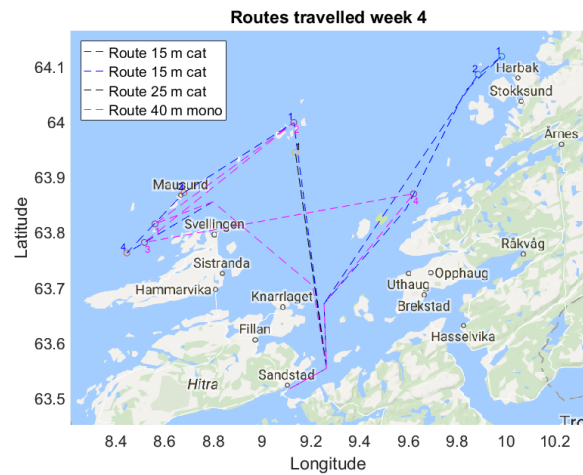 Routes travelled week 4
Route 15 m cat
Route 15 m cat
Route 25 m cat
Route 40 m mono
64.1
64
63.9
63.8
63.7
63.6
63.5
Latitude
1
2
Harbak
Stokksund
Årnes
1
2
Mausund
3
4
3
4
Svellingen
Råkvåg
Sistranda
Opphaug
Uthaug
Hammarvika
Knarrlaget
Brekstad
Fillan
Hasselvika
Sandstad
Hitra
Tro
8.4 8.6 8.8 9 9.2 9.4 9.6 9.8 10 10.2
Longitude